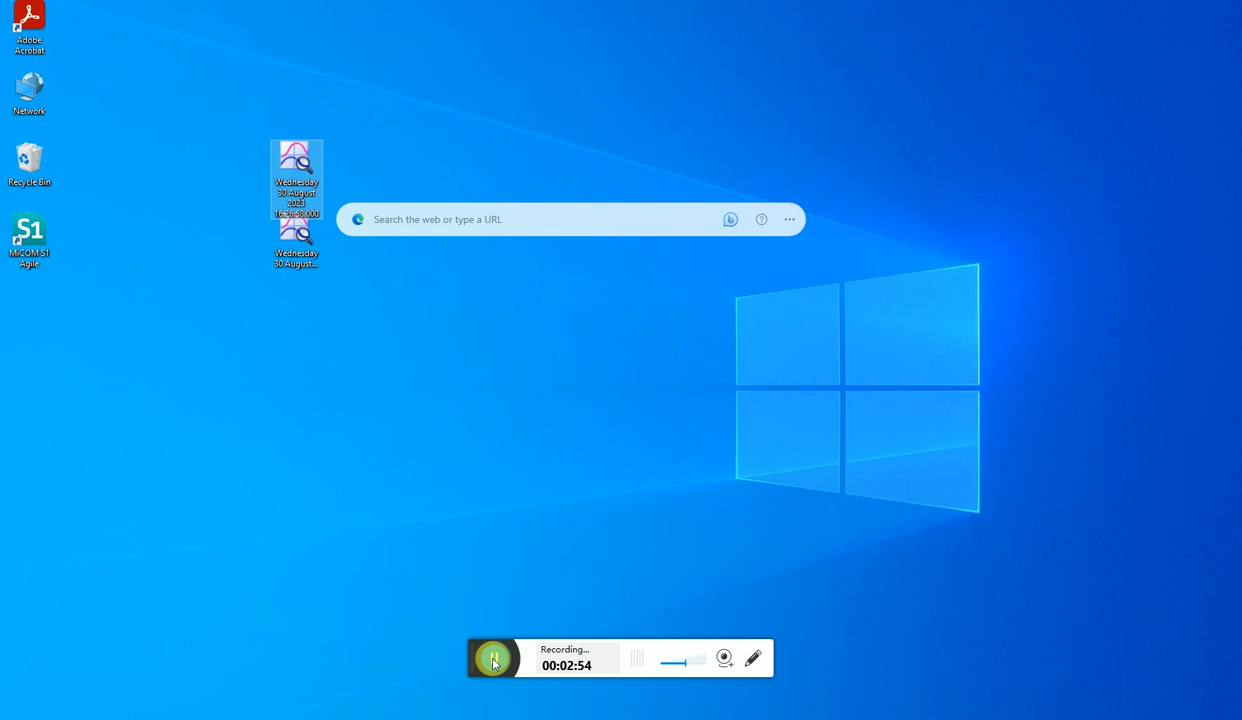 Adobe
Acrobat
Network
Recycle Bin
S1
MiCOM S1
Agile
Wednesday
30 August
2023
16:26:58.000
Wednesday
30 August...
Search the web or type a URL
Recording...
00:02:54